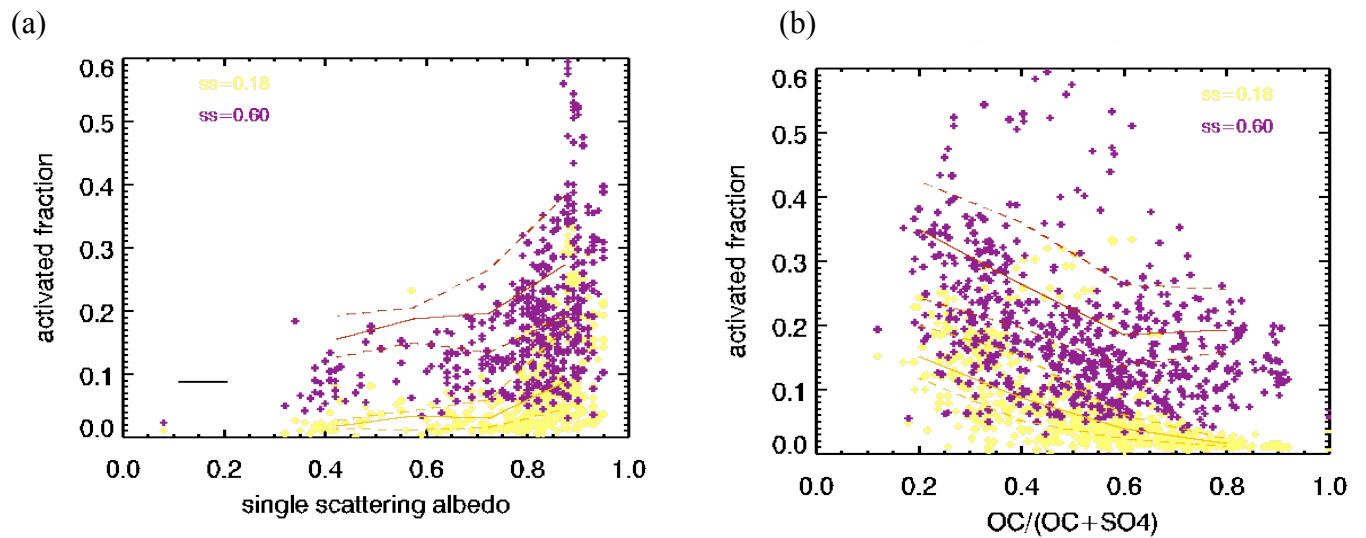 (a)
0.6
0.5
0.4
0.3
0.2
0.1
0.0
activated fraction
ss=0.18
ss=0.60
0.0 0.2 0.4 0.6 0.8 1.0
single scattering albedo
(b)
0.6
0.5
0.4
0.3
0.2
0.1
0.0
activated fraction
ss=0.18
ss=0.60
0.0 0.2 0.4 0.6 0.8 1.0
OC/(OC+SO4)